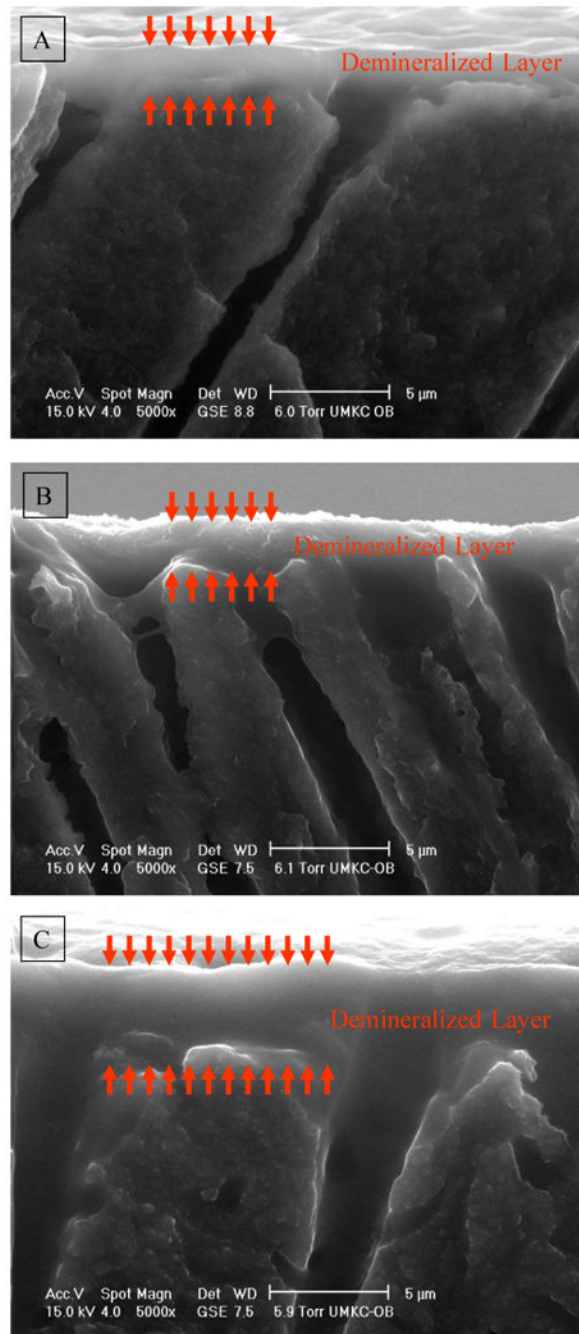 A
Demineralized Layer
Acc.V Spot Magn Det WD 5 µm
15.0 kV 4.0 5000x GSE 8.8 6.0 Torr UMKC OB
B
Demineralized Layer
Acc.V Spot Magn Det WD 5 µm
15.0 kV 4.0 5000x GSE 7.5 6.1 Torr UMKC-OB
C
Demineralized Layer
Acc.V Spot Magn Det WD 5 µm
15.0 kV 4.0 5000x GSE 7.5 5.9 Torr UMKC-OB